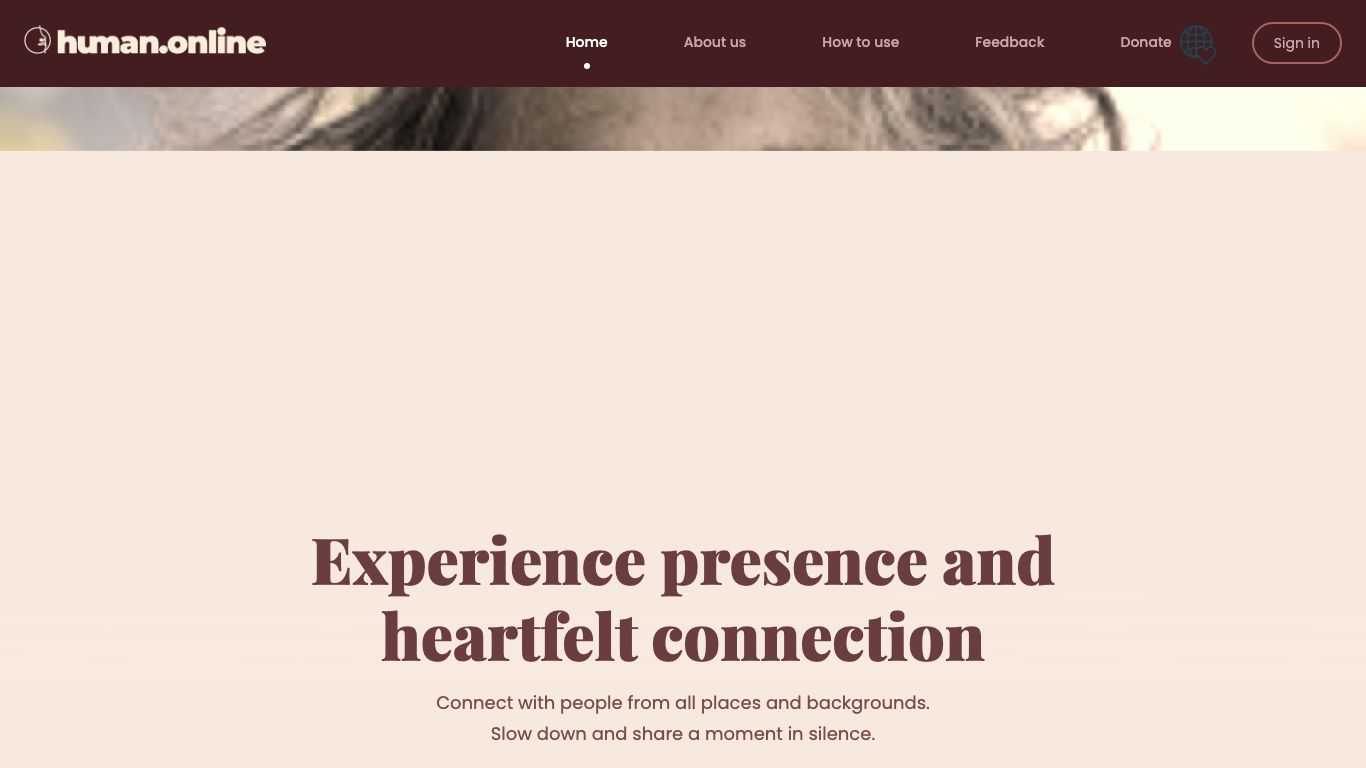 human.online
Home
About us
How to use
Feedback
Donate
Sign in
Experience presence and
heartfelt connection
Connect with people from all places and backgrounds.
Slow down and share a moment in silence.